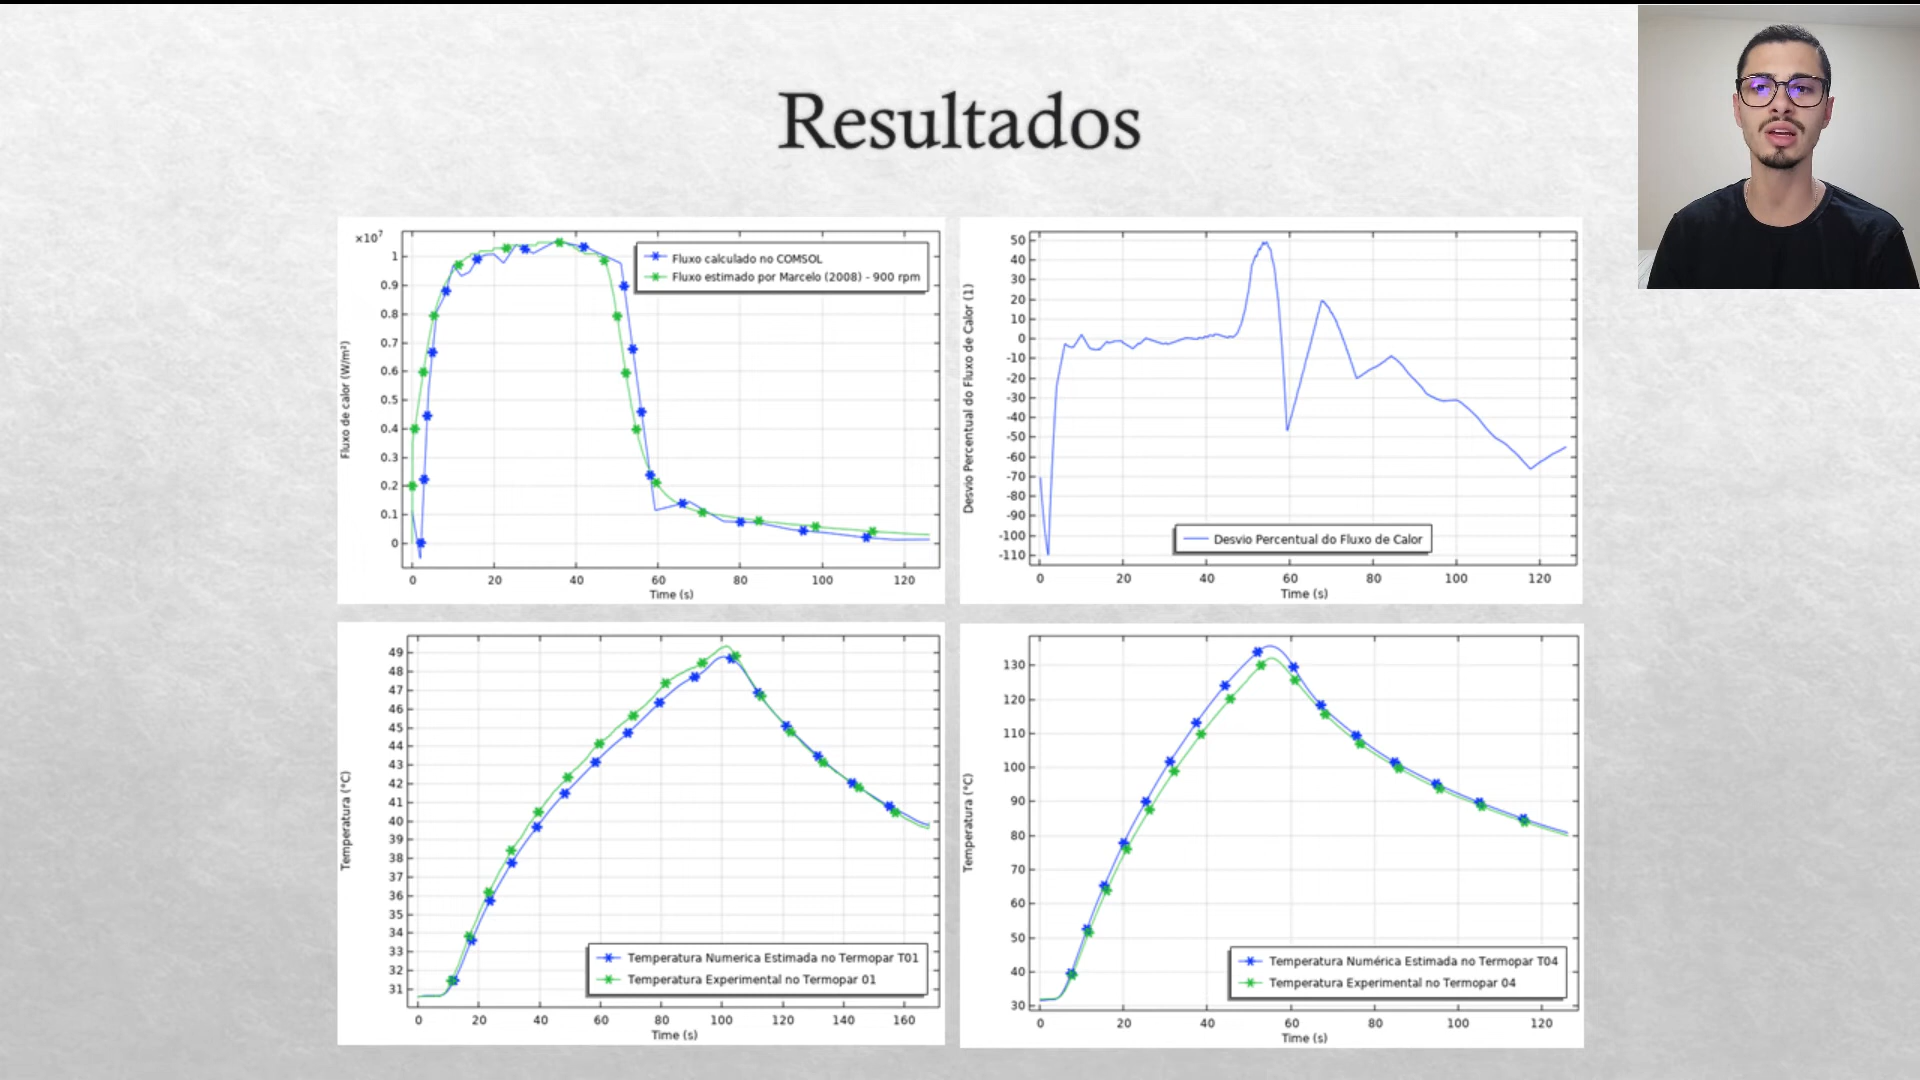 Resultados
×10⁷
1
0.9
0.8
0.7
0.6
0.5
0.4
0.3
0.2
0.1
0
Fluxo de calor (W/m²)
Fluxo calculado no COMSOL
Fluxo estimado por Marcelo (2008) - 900 rpm
0 20 40 60 80 100 120
Time (s)
50
40
30
20
10
0
-10
-20
-30
-40
-50
-60
-70
-80
-90
-100
-110
Desvio Percentual do Fluxo de Calor (1)
Desvio Percentual do Fluxo de Calor
0 20 40 60 80 100 120
Time (s)
49
48
47
46
45
44
43
42
41
40
39
38
37
36
35
34
33
32
31
Temperatura (°C)
Temperatura Numerica Estimada no Termopar T01
Temperatura Experimental no Termopar 01
0 20 40 60 80 100 120 140 160
Time (s)
130
120
110
100
90
80
70
60
50
40
30
Temperatura (°C)
Temperatura Numérica Estimada no Termopar T04
Temperatura Experimental no Termopar 04
0 20 40 60 80 100 120
Time (s)